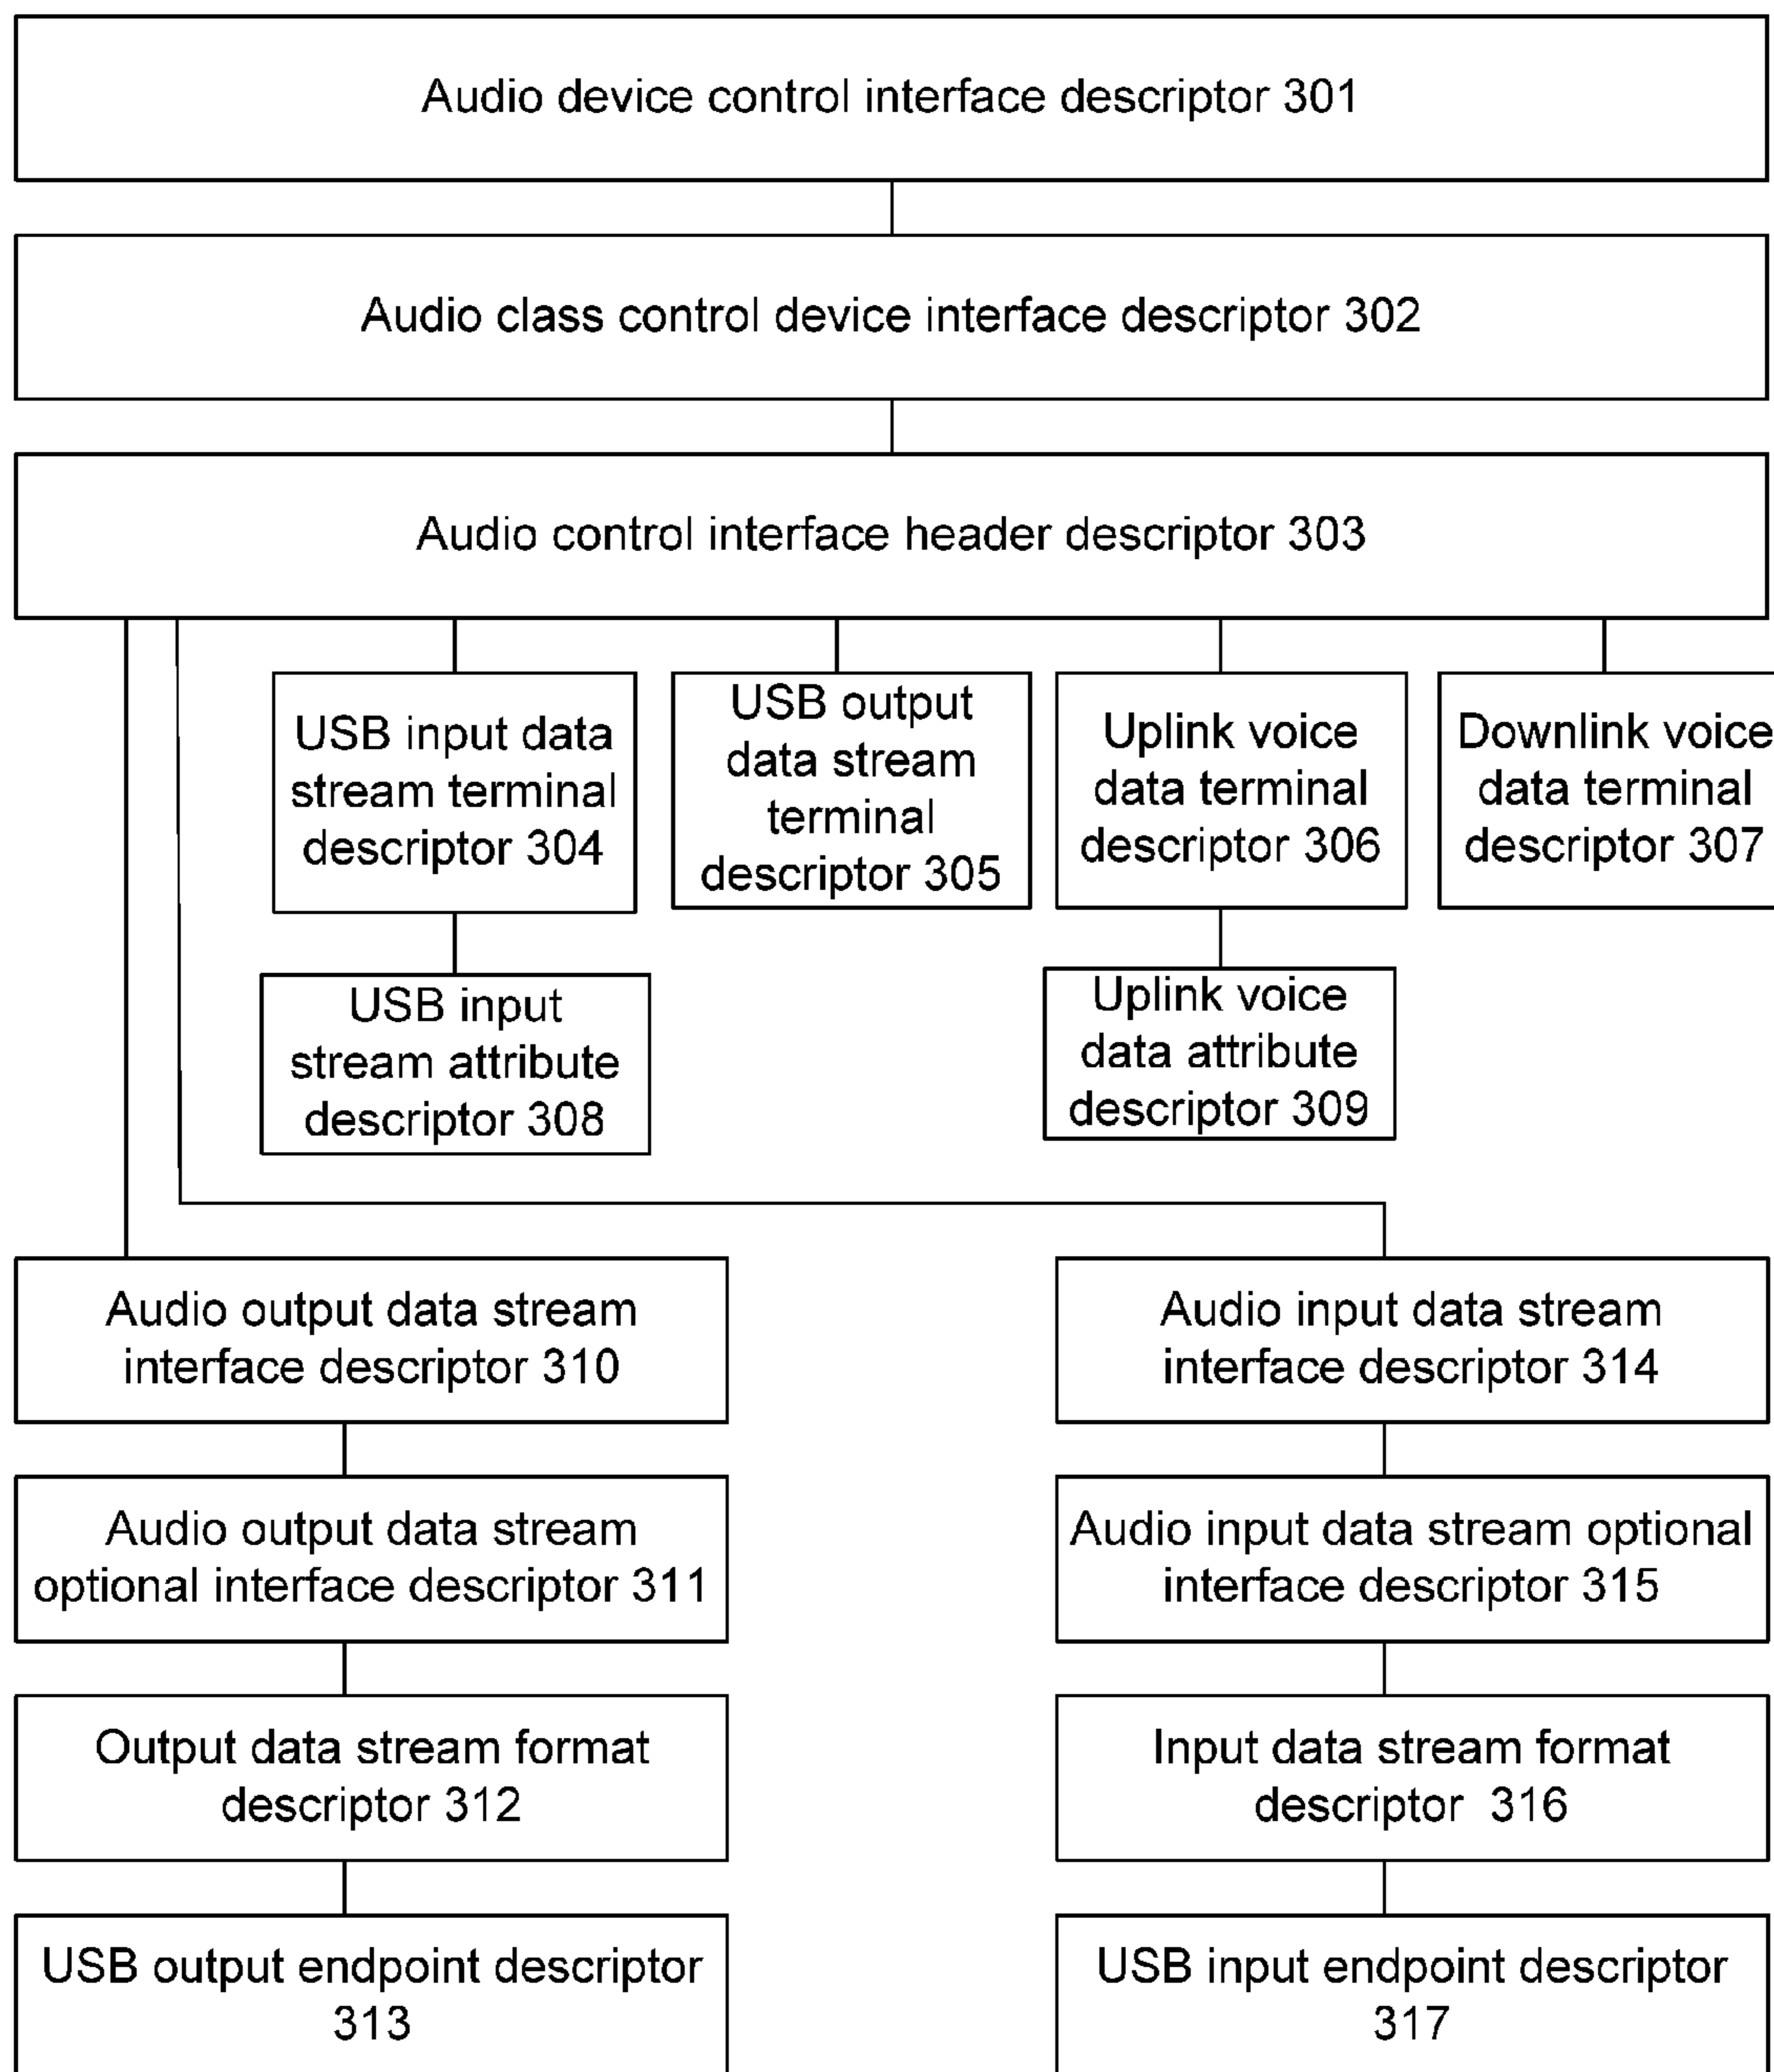 Audio device control interface descriptor 301
Audio class control device interface descriptor 302
Audio control interface header descriptor 303
USB input data
stream terminal
descriptor 304
USB output
data stream
terminal
descriptor 305
Uplink voice
data terminal
descriptor 306
Downlink voice
data terminal
descriptor 307
USB input
stream attribute
descriptor 308
Uplink voice
data attribute
descriptor 309
Audio output data stream
interface descriptor 310
Audio input data stream
interface descriptor 314
Audio output data stream
optional interface descriptor 311
Audio input data stream optional
interface descriptor 315
Output data stream format
descriptor 312
Input data stream format
descriptor 316
USB output endpoint descriptor
313
USB input endpoint descriptor
317